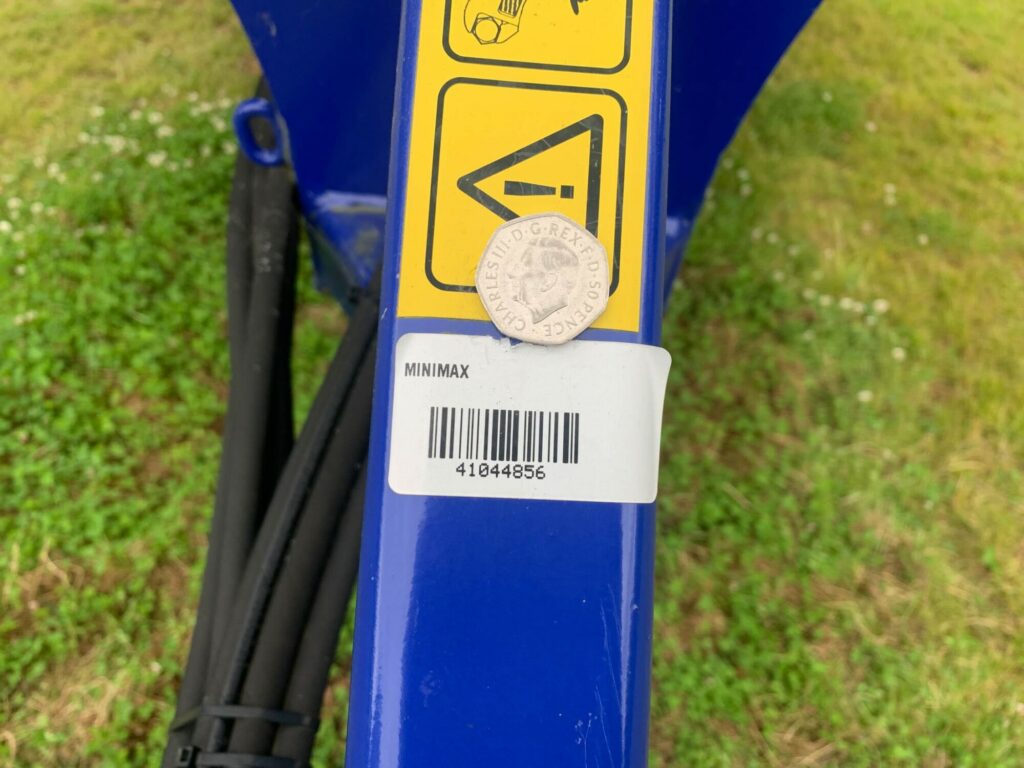 CHARLES III · D · G · REX · F · D · 50 PENCE ·
MINIMAX
41044856